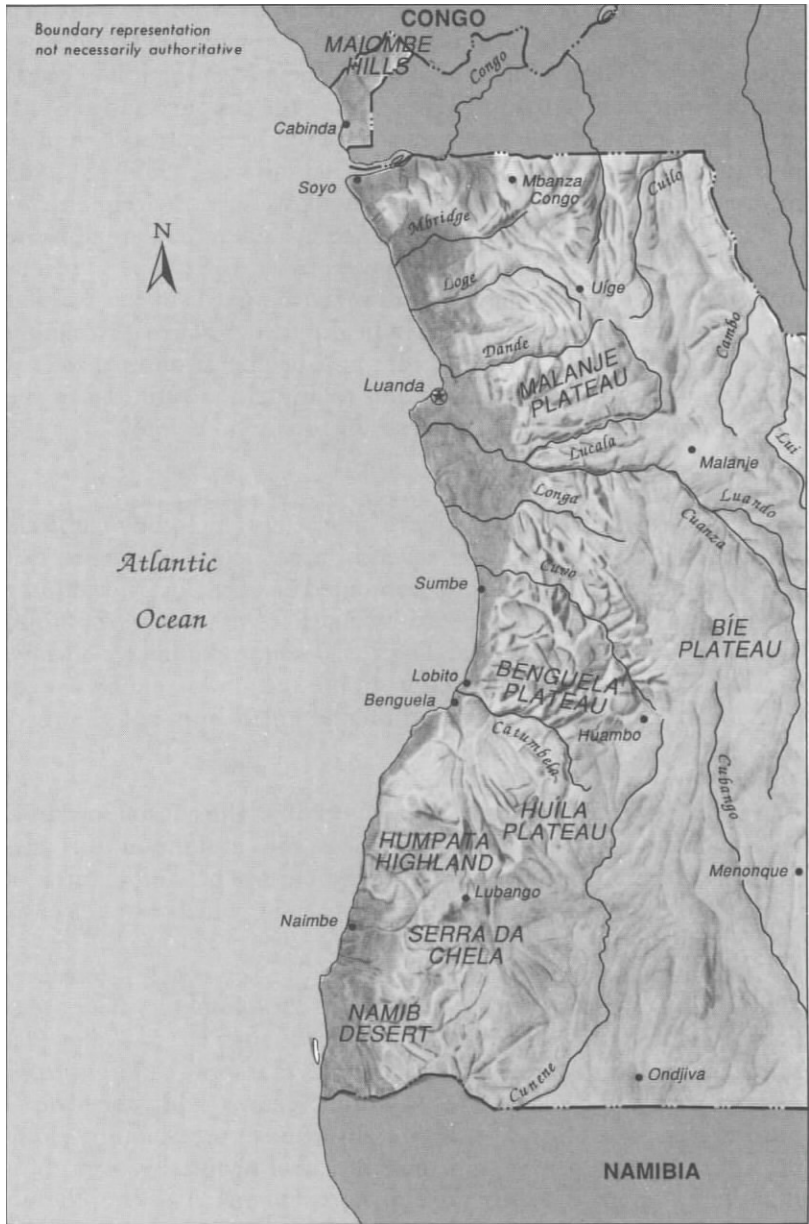 CONGO
Boundary representation
not necessarily authoritative
MAIOMBE
HILLS
Congo
Cabinda
Soyo
Mbanza
Congo
Cuilo
Mbridge
N
Loge
Uíge
Cambo
Dande
MALANJE
PLATEAU
Luanda
Lui
Lucala
Malanje
Longa
Luando
Cuanza
Atlantic
Ocean
Cuvo
Sumbe
BÍE
PLATEAU
Lobito
BENGUELA
PLATEAU
Benguela
Huambo
Catumbela
Cubango
HUÍLA
PLATEAU
HUMPATA
HIGHLAND
Menonque
Lubango
Naimbe
SERRA DA
CHELA
NAMIB
DESERT
Cunene
Ondjiva
NAMIBIA